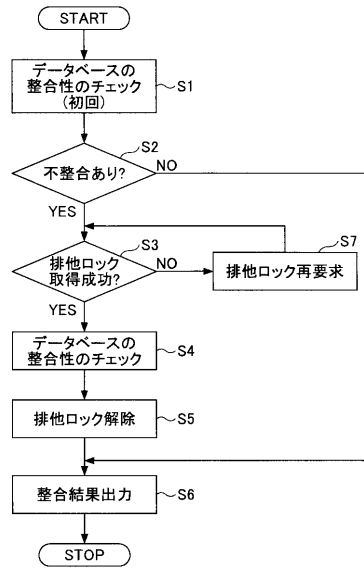 START
データベースの
整合性のチェック
(初回)
S1
不整合あり?
S2
NO
YES
排他ロック
取得成功?
S3
NO
排他ロック再要求
S7
YES
データベースの
整合性のチェック
S4
排他ロック解除
S5
整合結果出力
S6
STOP